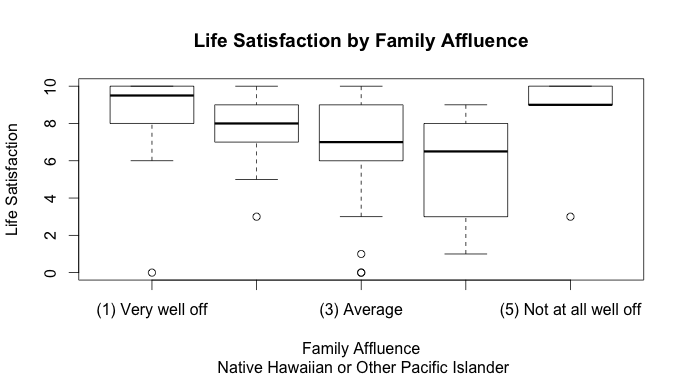 Life Satisfaction by Family Affluence
Life Satisfaction
10
8
6
4
2
0
(1) Very well off
(3) Average
(5) Not at all well off
Family Affluence
Native Hawaiian or Other Pacific Islander